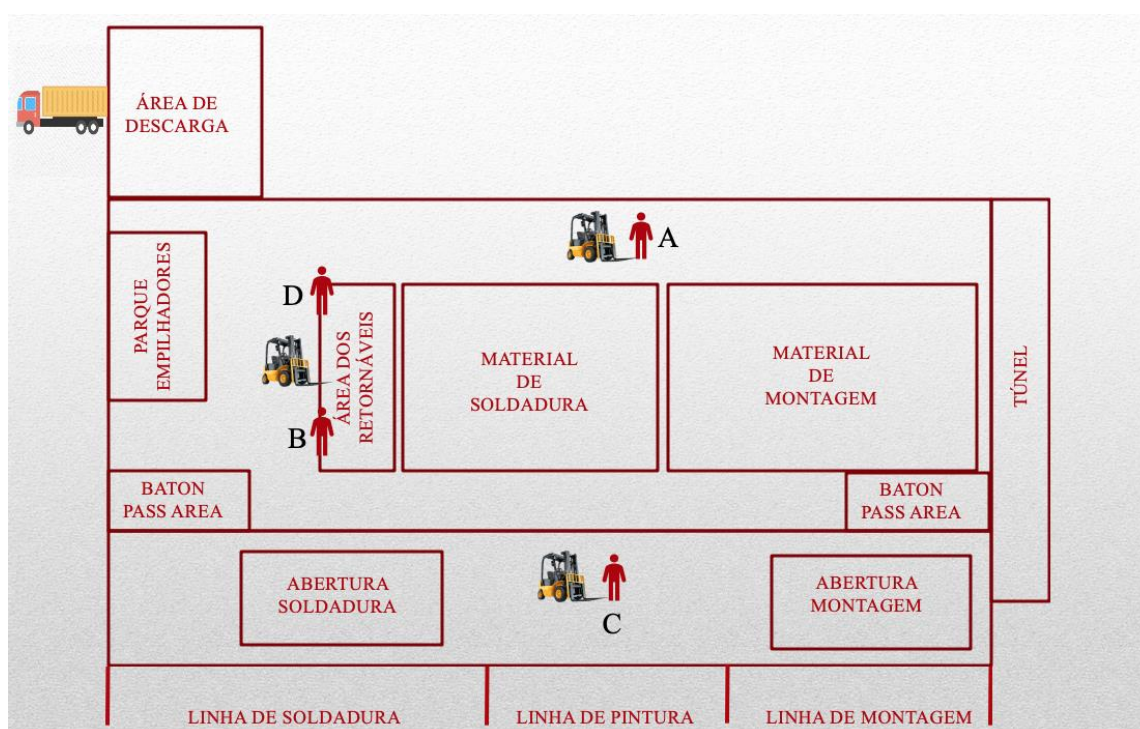 ÁREA DE
DESCARGA
A
D
PARQUE
EMPILHADORES
ÁREA DOS
RETORNÁVEIS
MATERIAL
DE
SOLDADURA
MATERIAL
DE
MONTAGEM
TÚNEL
B
BATON
PASS AREA
BATON
PASS AREA
ABERTURA
SOLDADURA
C
ABERTURA
MONTAGEM
LINHA DE SOLDADURA
LINHA DE PINTURA
LINHA DE MONTAGEM